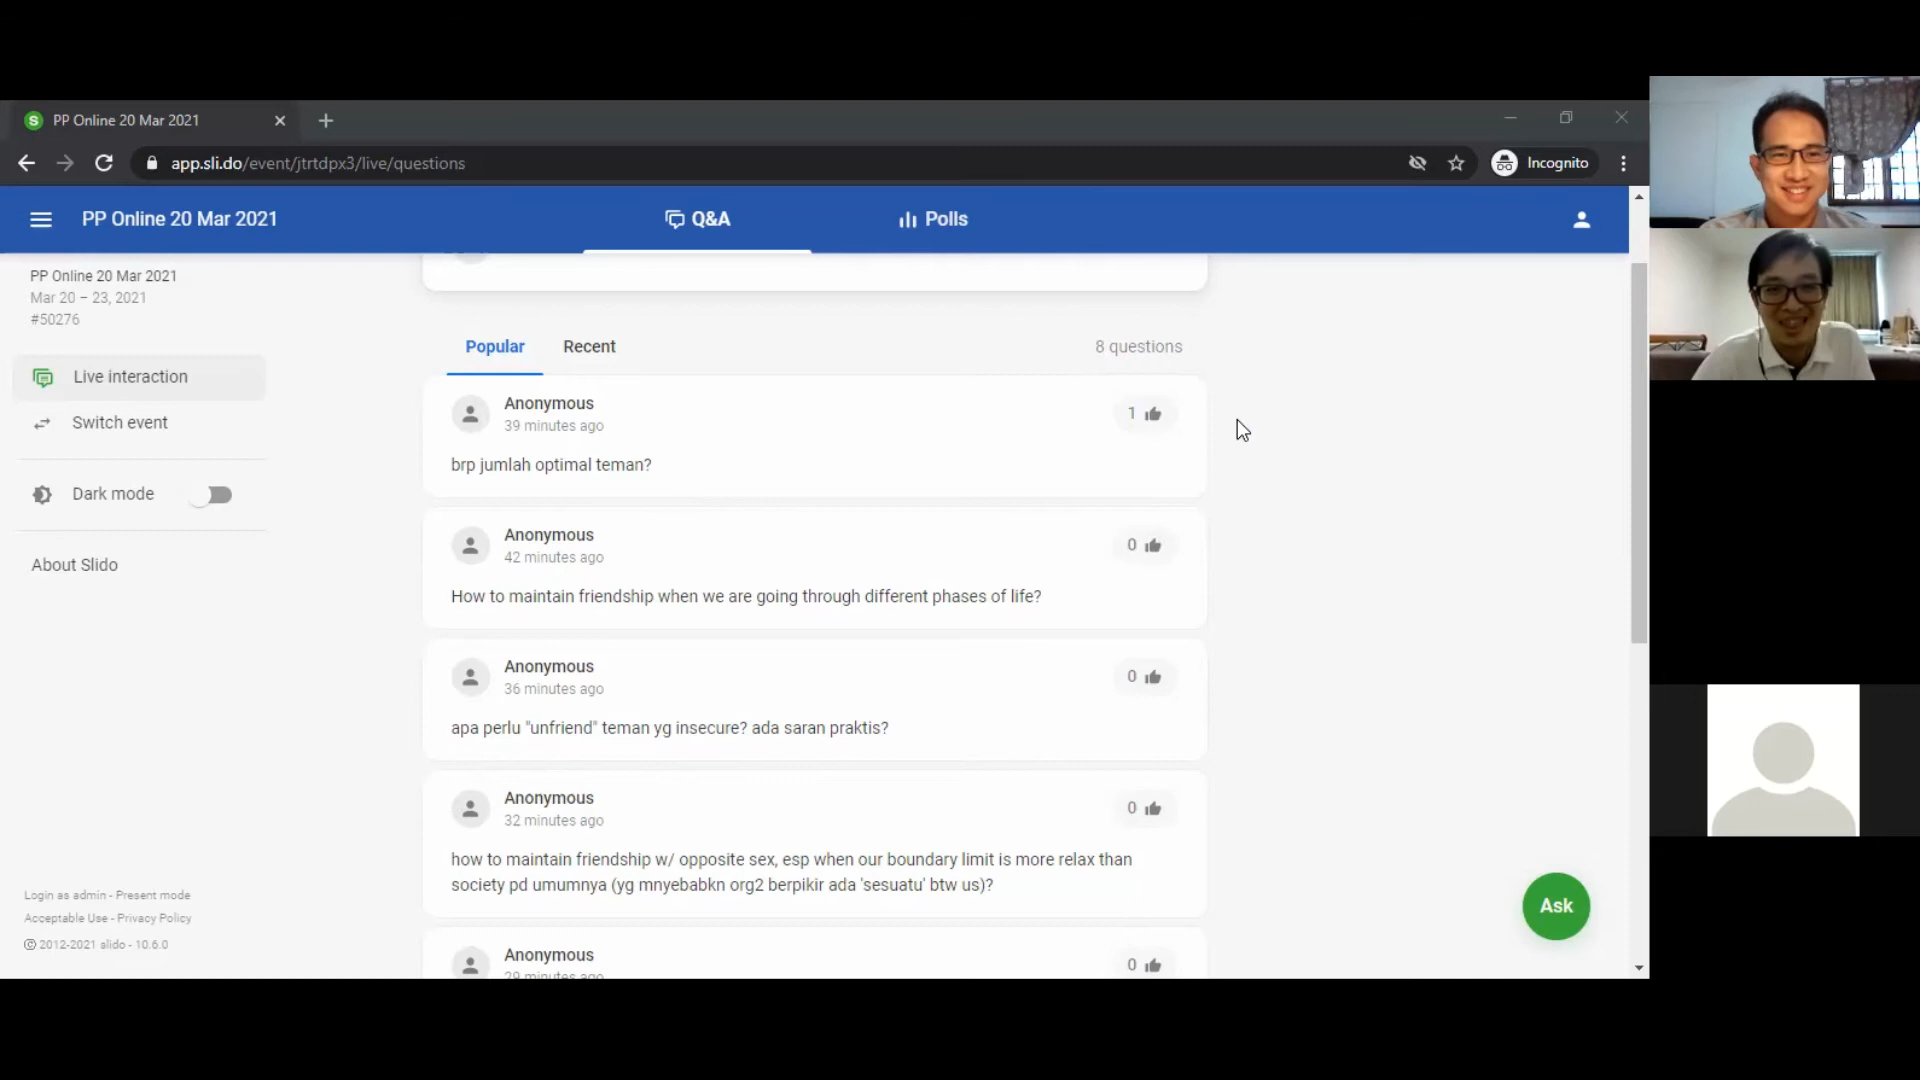 PP Online 20 Mar 2021
app.sli.do/event/jtrtdpx3/live/questions
Incognito
PP Online 20 Mar 2021
Q&A
Polls
PP Online 20 Mar 2021
Mar 20 – 23, 2021
#50276
Live interaction
Switch event
Dark mode
About Slido
Login as admin - Present mode
Acceptable Use - Privacy Policy
© 2012-2021 slido - 10.6.0
Popular
Recent
8 questions
Anonymous
39 minutes ago
1
brp jumlah optimal teman?
Anonymous
42 minutes ago
0
How to maintain friendship when we are going through different phases of life?
Anonymous
36 minutes ago
0
apa perlu "unfriend" teman yg insecure? ada saran praktis?
Anonymous
32 minutes ago
0
how to maintain friendship w/ opposite sex, esp when our boundary limit is more relax than
society pd umumnya (yg mnyebabkn org2 berpikir ada 'sesuatu' btw us)?
Anonymous
29 minutes ago
0
Ask